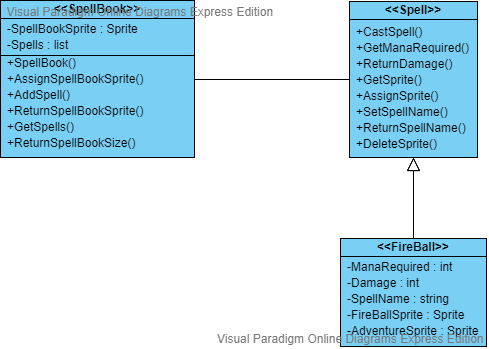 Visual Paradigm Online Diagrams Express Edition
<<SpellBook>>
-SpellBookSprite : Sprite
-Spells : list
+SpellBook()
+AssignSpellBookSprite()
+AddSpell()
+ReturnSpellBookSprite()
+GetSpells()
+ReturnSpellBookSize()
<<Spell>>
+CastSpell()
+GetManaRequired()
+ReturnDamage()
+GetSprite()
+AssignSprite()
+SetSpellName()
+ReturnSpellName()
+DeleteSprite()
<<FireBall>>
-ManaRequired : int
-Damage : int
-SpellName : string
-FireBallSprite : Sprite
-AdventureSprite : Sprite
Visual Paradigm Online Diagrams Express Edition